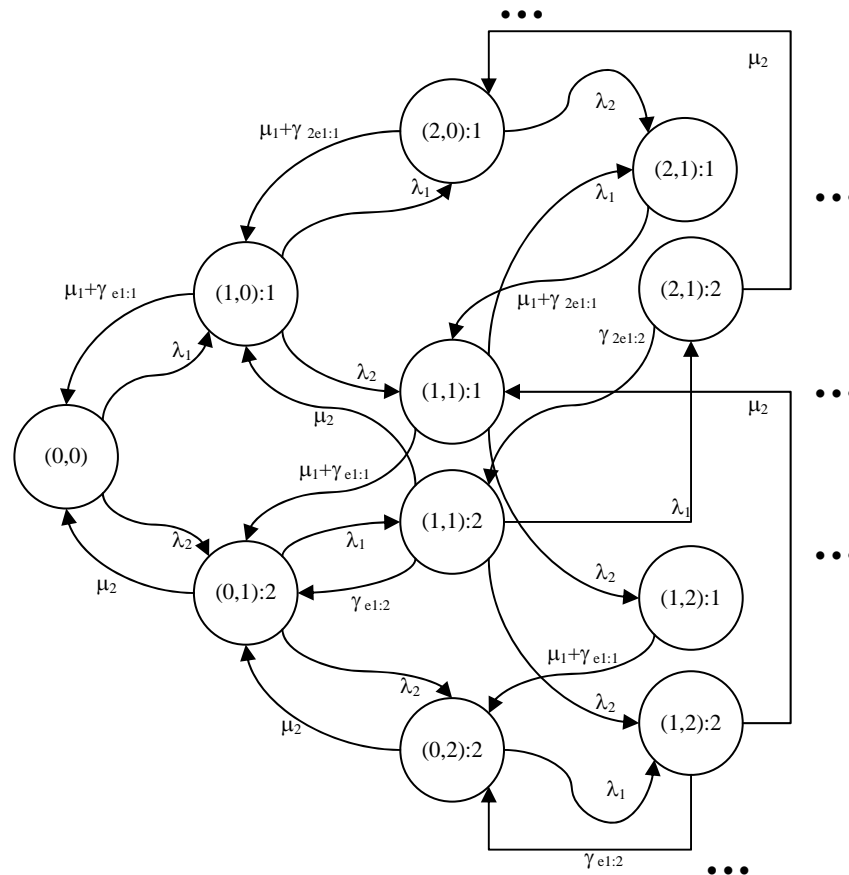 •••
μ₂
λ₂
(2,0):1
μ₁+γ 2e1:1
(2,1):1
λ₁
λ₁
•••
(2,1):2
(1,0):1
μ₁+γ e1:1
μ₁+γ 2e1:1
γ 2e1:2
λ₁
λ₂
(1,1):1
•••
μ₂
μ₂
(0,0)
μ₁+γ e1:1
(1,1):2
λ₁
λ₂
λ₁
•••
μ₂
(0,1):2
γ e1:2
λ₂
(1,2):1
μ₁+γ e1:1
λ₂
λ₂
μ₂
(1,2):2
(0,2):2
λ₁
γ e1:2
•••